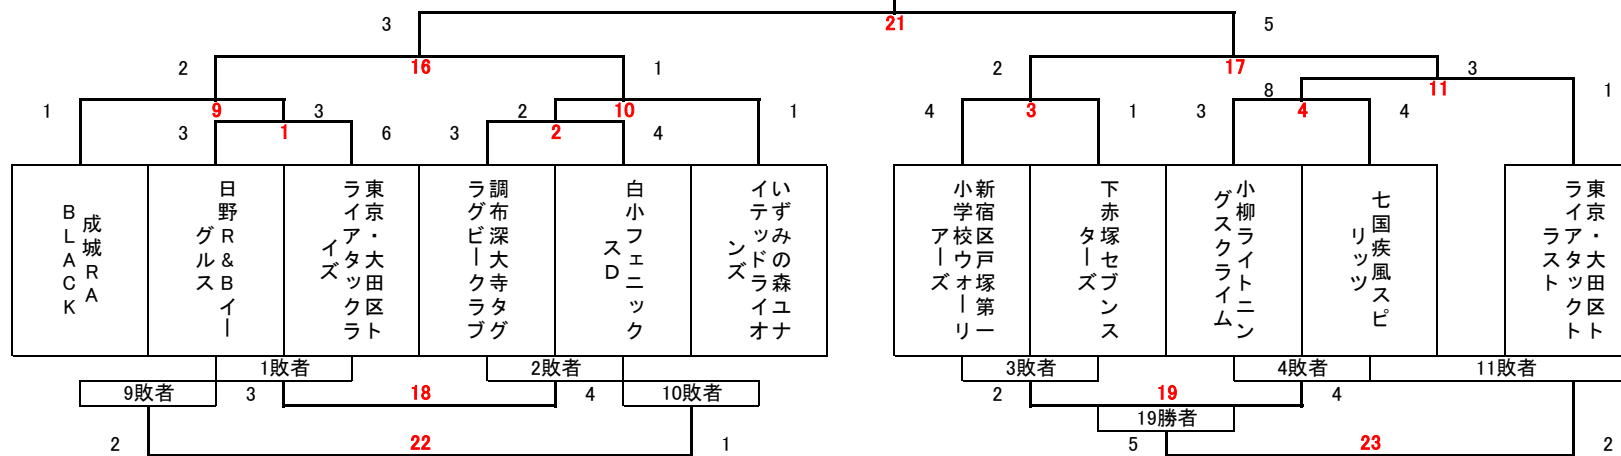 3
21
5
2
16
1
2
17
3
1
9
3
2
10
1
4
3
1
3
8
4
4
11
1
3
1
6
3
2
4
成城RA
BLACK
日野R&Bイー
グルス
東京・大田区ト
ライアタックラ
イズ
調布深大寺タグ
ラグビークラブ
白小フェニック
スD
いずみの森ユナ
イテッドライオ
ンズ
新宿区戸塚第一
小学校ウォーリ
アーズ
下赤塚セブンス
ターズ
小柳ライトニン
グスクライム
七国疾風スピ
リッツ
東京・大田区ト
ライアタックト
ラスト
1敗者
2敗者
3敗者
4敗者
11敗者
9敗者
3
18
4
10敗者
2
19
4
19勝者
2
22
1
5
23
2